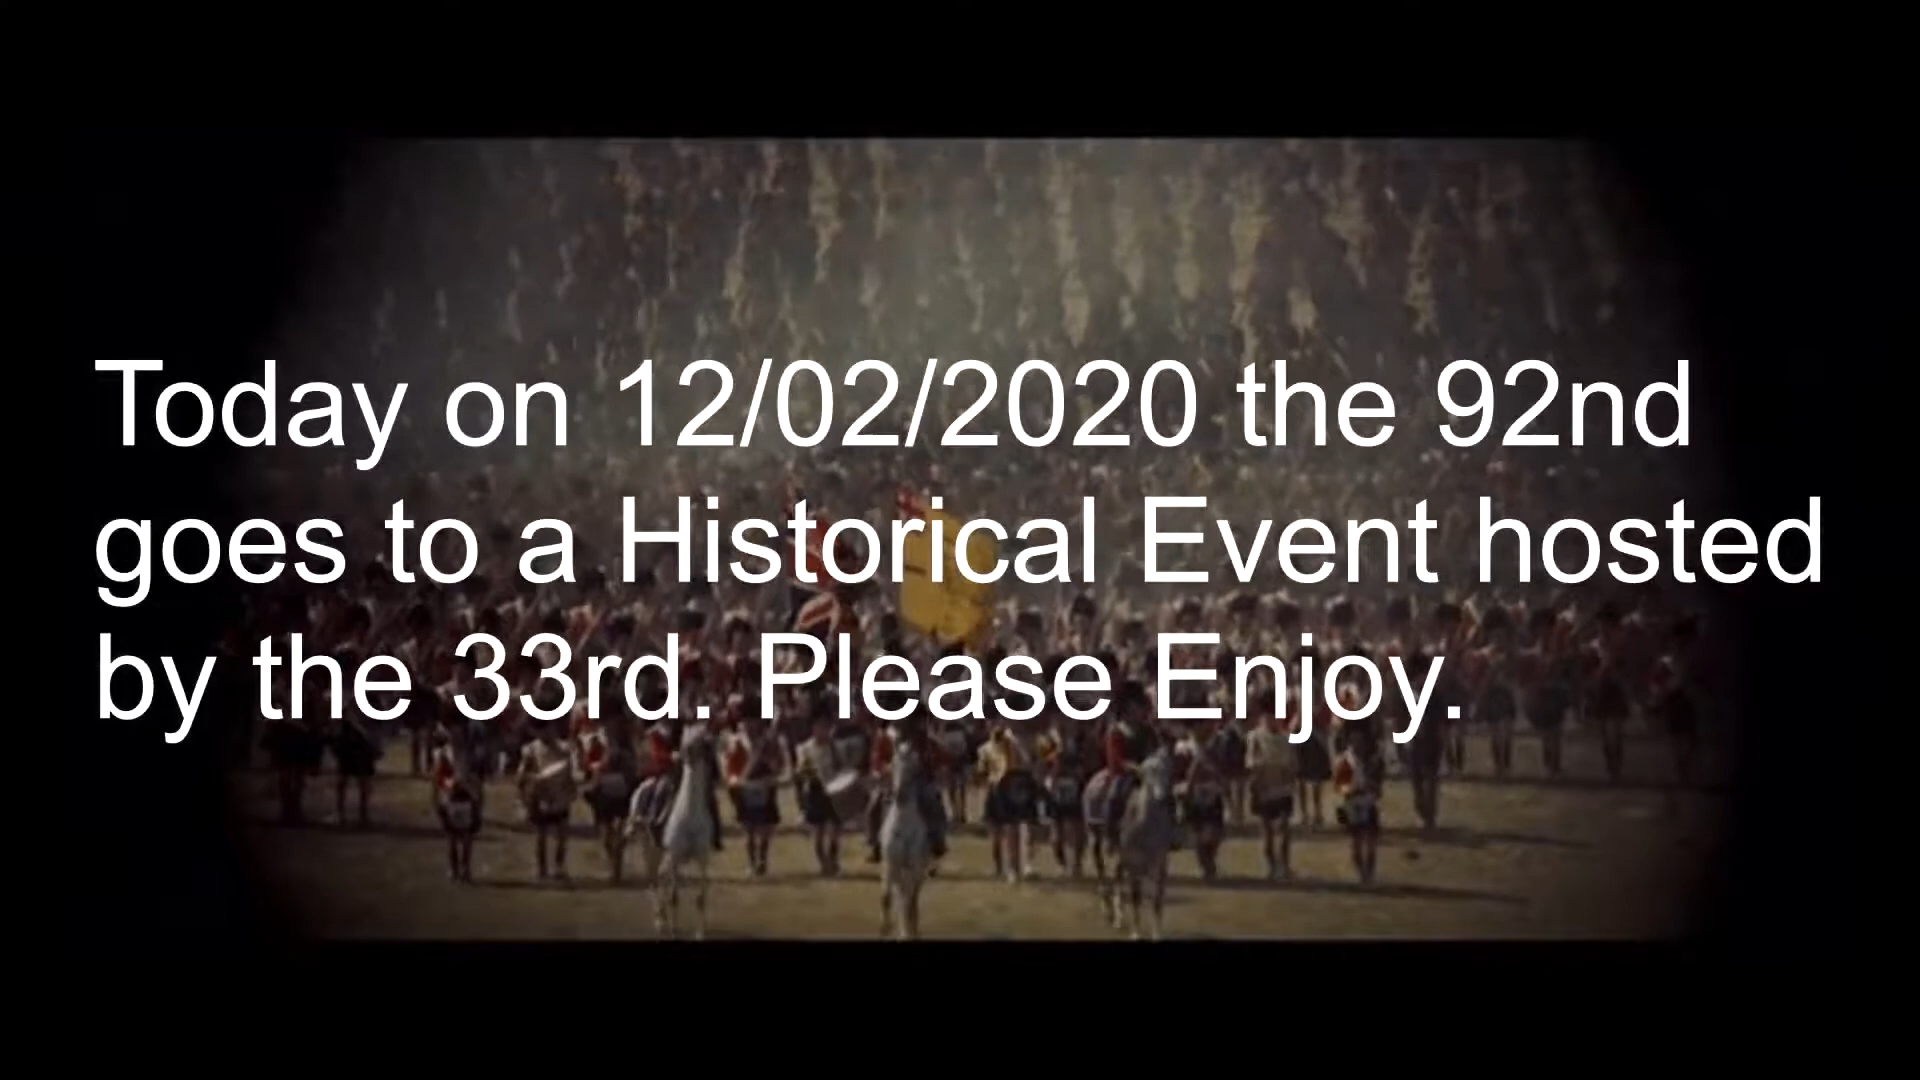 Today on 12/02/2020 the 92nd
goes to a Historical Event hosted
by the 33rd. Please Enjoy.